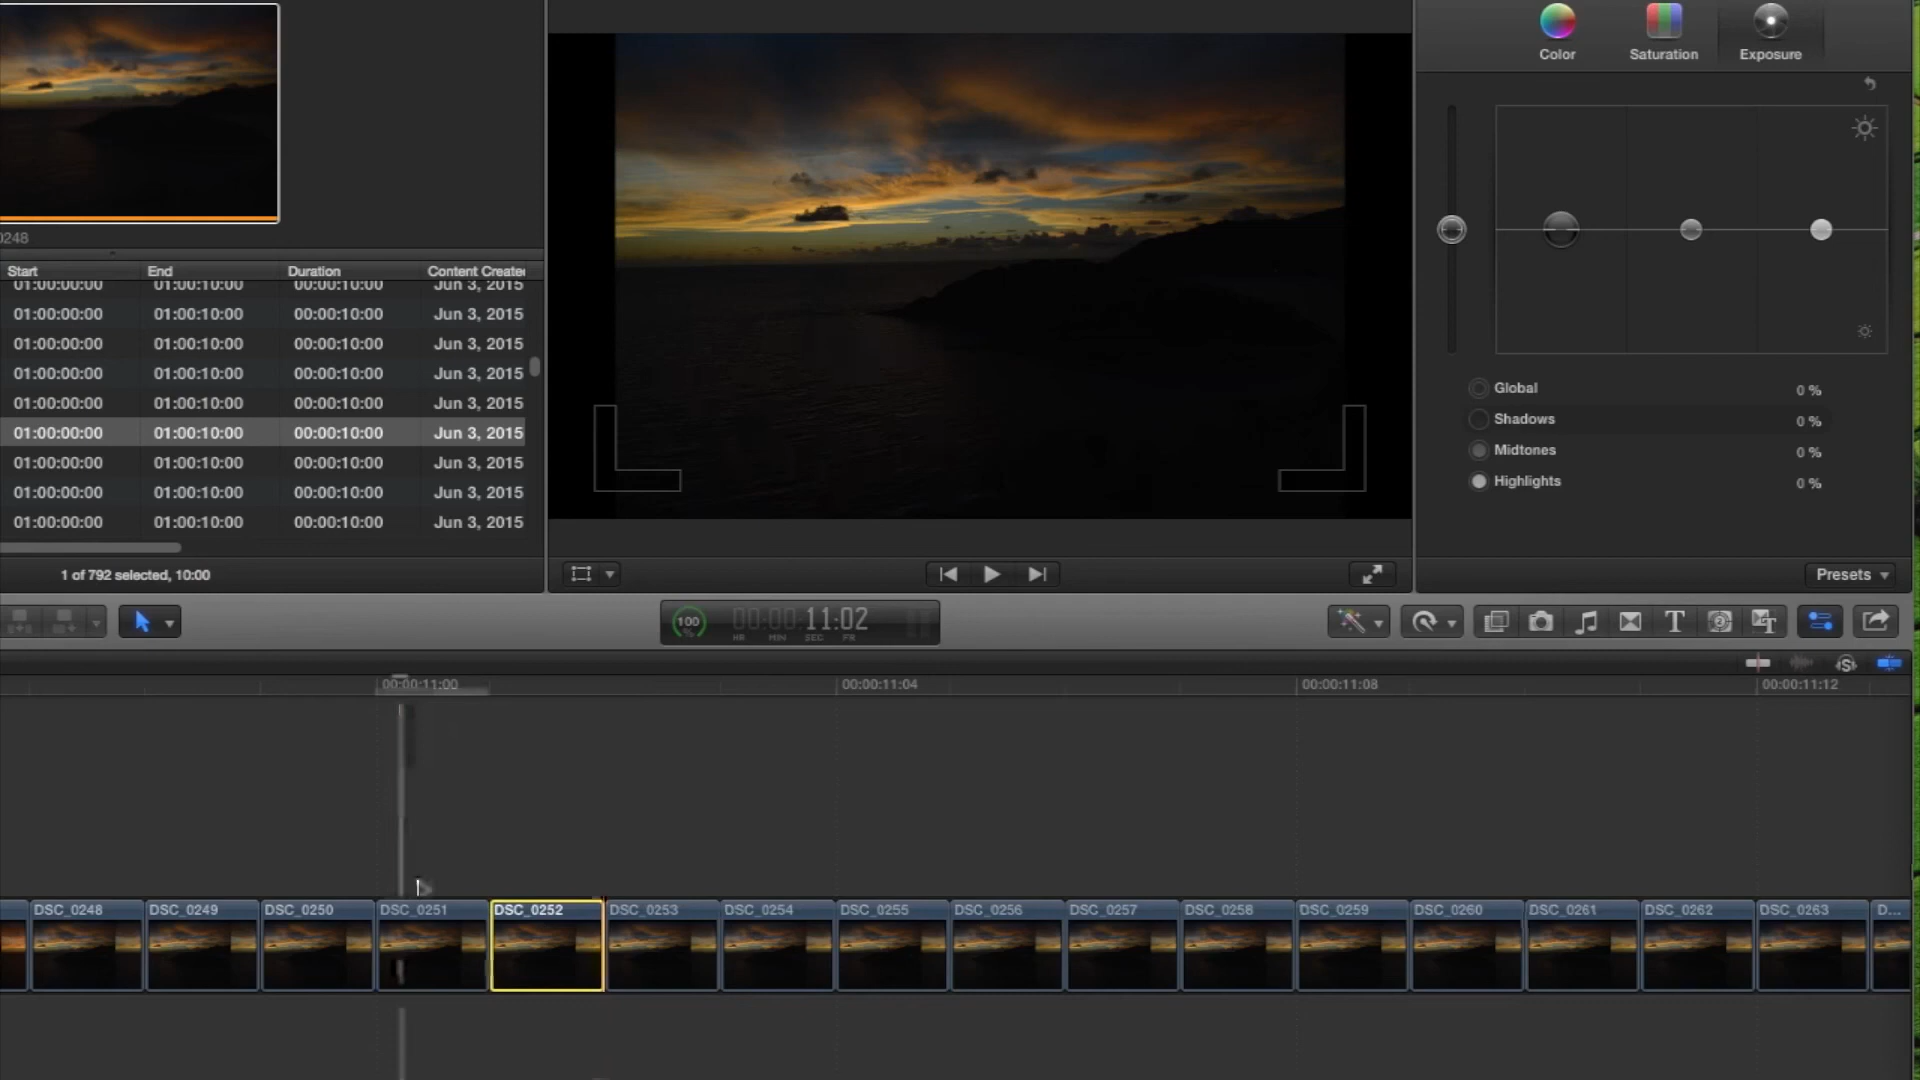 Color Saturation Exposure
0248
Start End Duration Content Create
01:00:00:00 01:00:10:00 00:00:10:00 Jun 3, 2015
01:00:00:00 01:00:10:00 00:00:10:00 Jun 3, 2015
01:00:00:00 01:00:10:00 00:00:10:00 Jun 3, 2015
01:00:00:00 01:00:10:00 00:00:10:00 Jun 3, 2015
01:00:00:00 01:00:10:00 00:00:10:00 Jun 3, 2015
01:00:00:00 01:00:10:00 00:00:10:00 Jun 3, 2015
01:00:00:00 01:00:10:00 00:00:10:00 Jun 3, 2015
01:00:00:00 01:00:10:00 00:00:10:00 Jun 3, 2015
01:00:00:00 01:00:10:00 00:00:10:00 Jun 3, 2015
1 of 792 selected, 10:00
Global 0 %
Shadows 0 %
Midtones 0 %
Highlights 0 %
Presets
100 % 00:00:11:02
HR MIN SEC FR
T
S
00:00:11:00 00:00:11:04 00:00:11:08 00:00:11:12
DSC_0248 DSC_0249 DSC_0250 DSC_0251 DSC_0252 DSC_0253 DSC_0254 DSC_0255 DSC_0256 DSC_0257 DSC_0258 DSC_0259 DSC_0260 DSC_0261 DSC_0262 DSC_0263 D...